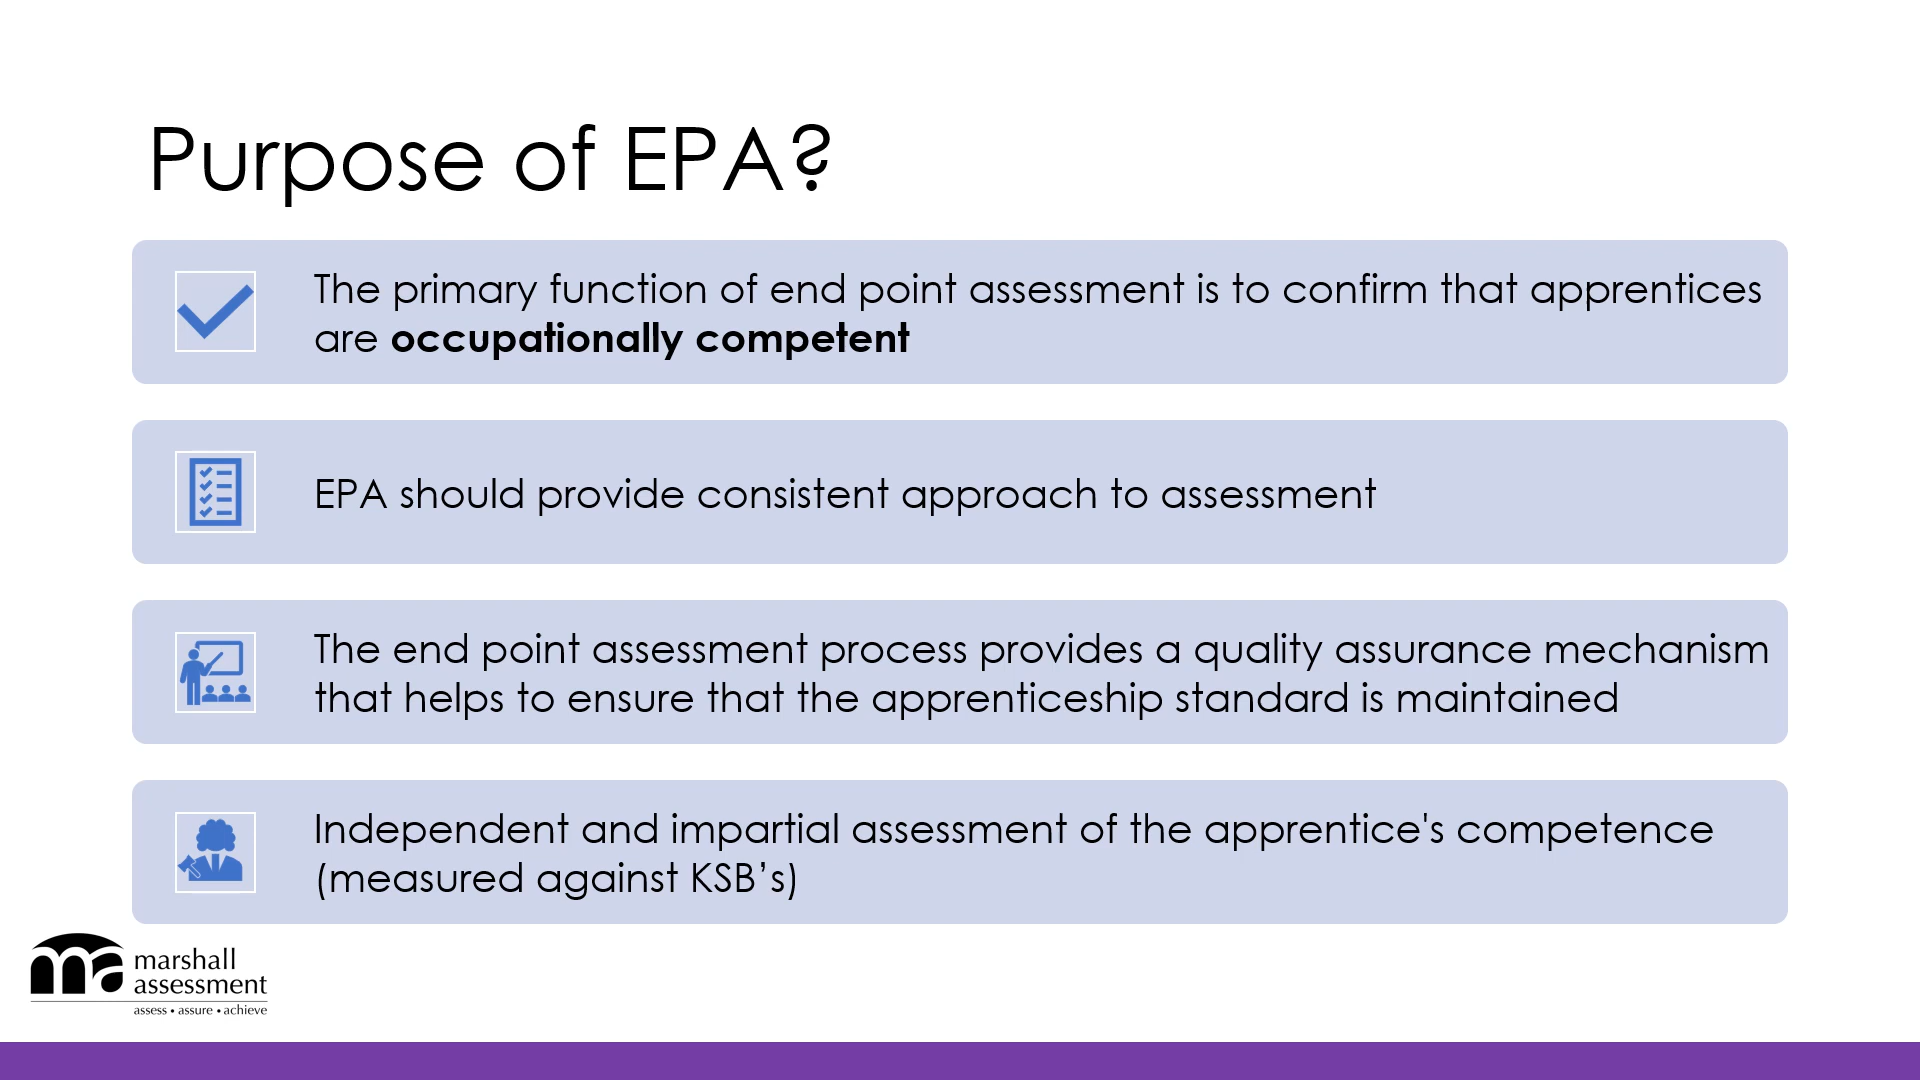 Purpose of EPA?
The primary function of end point assessment is to confirm that apprentices
are occupationally competent
EPA should provide consistent approach to assessment
The end point assessment process provides a quality assurance mechanism
that helps to ensure that the apprenticeship standard is maintained
Independent and impartial assessment of the apprentice's competence
(measured against KSB’s)
ma
marshall
assessment
assess • assure • achieve